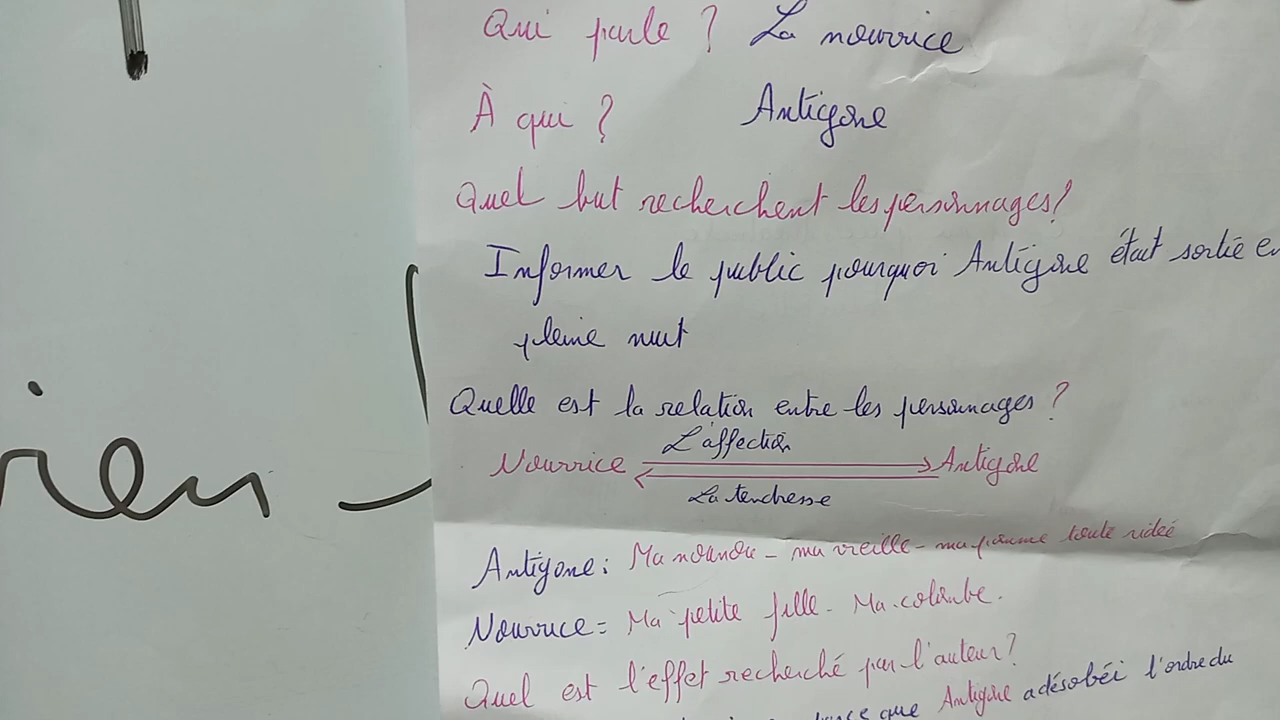 Qui parle ? La nourrice
À qui ? Antigone
Quel but recherchent les personnages?
Informer le public pourquoi Antigone était sortie en
pleine nuit
Quelle est la relation entre les personnages ?
L'affection
Nourrice Antigone
La tendresse
Antigone : Ma nounou - ma vieille - ma pomme toute ridée
Nourrice = Ma petite fille - Ma colombe.
Quel est l'effet recherché par l'auteur?
que Antigone a désobéi l'ordre du